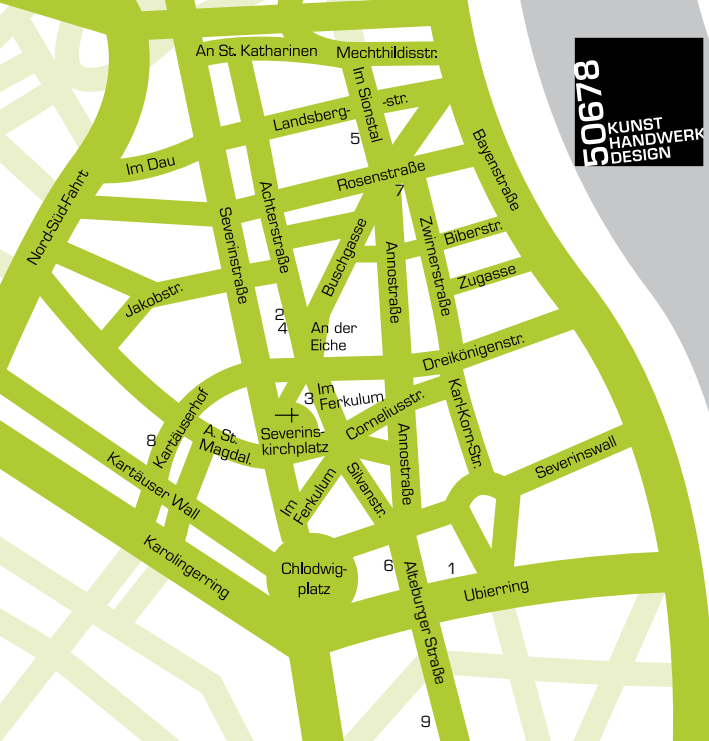 An St. Katharinen
Mechthildisstr.
50678
KUNST
HANDWERK
DESIGN
Im Sionstal
Landsberg-
-str.
5
Im Dau
Bayenstraße
Rosenstraße
7
Nord-Süd-Fahrt
Achterstraße
Severinstraße
Buschgasse
Annostraße
Zwirnerstraße
Biberstr.
Zugasse
Jakobstr.
2
4
An der
Eiche
Dreikönigenstr.
3
Im
Ferkulum
Karl-Korn-Str.
Corneliusstr.
Kartäuserhof
8
A. St.
Magdal.
Severins-
kirchplatz
Annostraße
Severinswall
Kartäuser Wall
Im
Ferkulum
Silvanstr.
Karolingerring
Chlodwig-
platz
6
1
Alteburger Straße
Ubierring
9